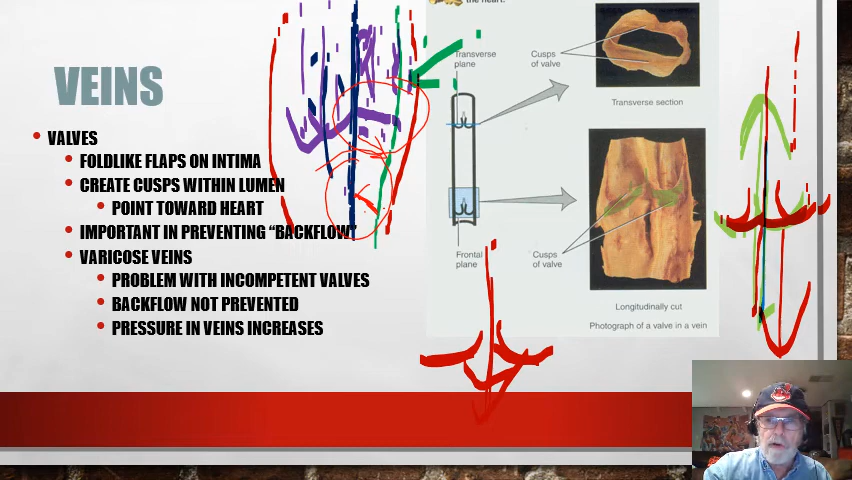 the heart.
VEINS
VALVES
FOLDLIKE FLAPS ON INTIMA
CREATE CUSPS WITHIN LUMEN
POINT TOWARD HEART
IMPORTANT IN PREVENTING "BACKFLOW"
VARICOSE VEINS
PROBLEM WITH INCOMPETENT VALVES
BACKFLOW NOT PREVENTED
PRESSURE IN VEINS INCREASES
Transverse
plane
Cusps
of valve
Transverse section
Frontal
plane
Cusps
of valve
Longitudinally cut
Photograph of a valve in a vein